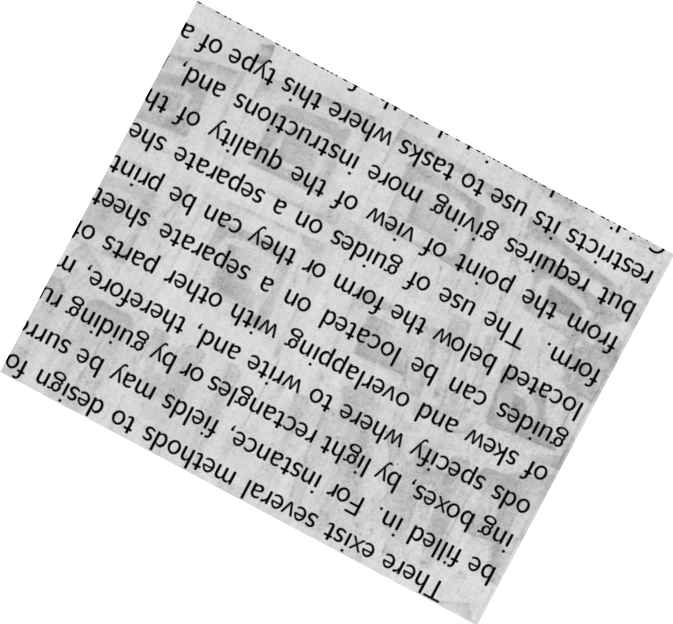 There exist several methods to design fo
be filled in. For instance, fields may be surr
ing boxes, by light rectangles or by guiding ru
ods specify where to write and, therefore,
of skew and overlapping with other parts of
guides can be located on a separate sheet
located below the form or they can be print
form. The use of guides on a separate she
from the point of view of the quality of th
but requires giving more instructions and,
restricts its use to tasks where this type of a